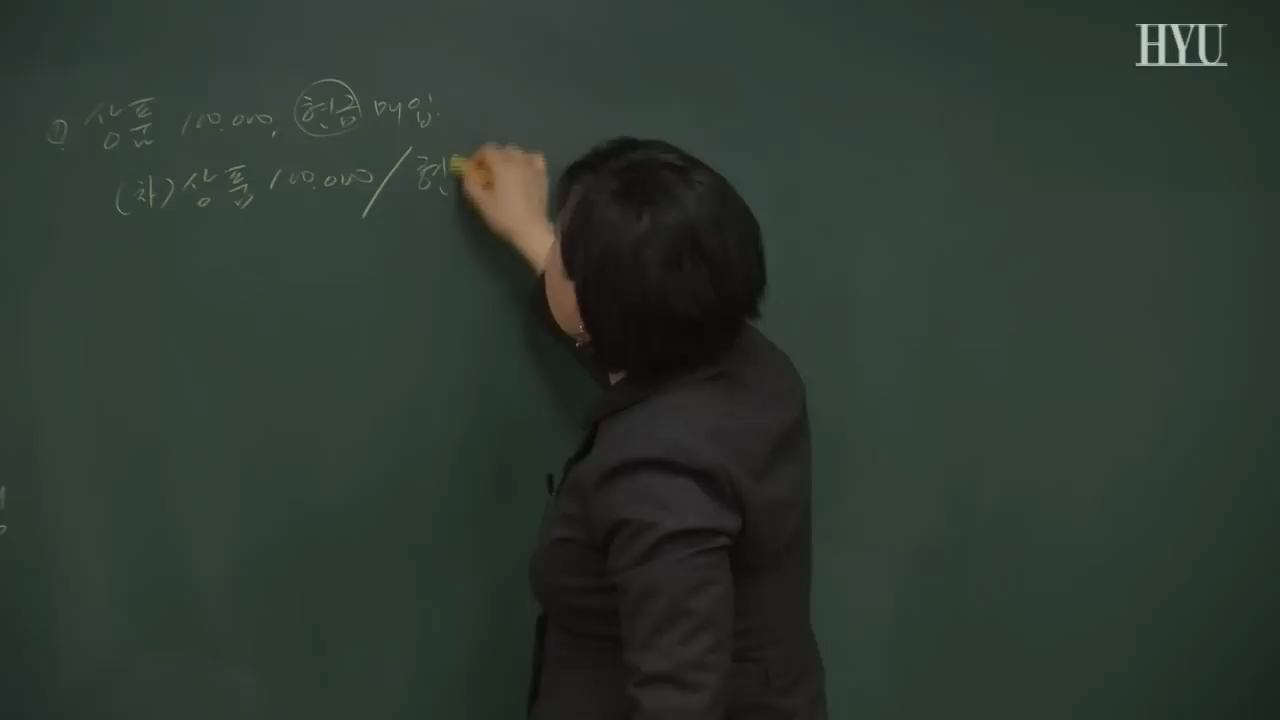 HYU
① 상품 100,000, 현금 매입.
(차) 상품 100,000 / 현